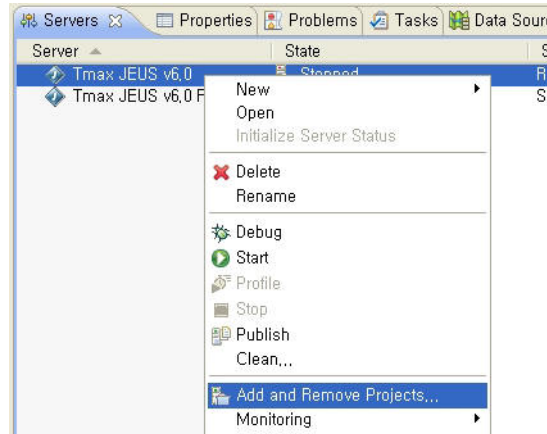 Servers Properties Problems Tasks Data Sour
Server State S
Tmax JEUS v6,0 Stopped R
Tmax JEUS v6,0 F S
New
Open
Initialize Server Status
Delete
Rename
Debug
Start
Profile
Stop
Publish
Clean,,,
Add and Remove Projects,,,
Monitoring